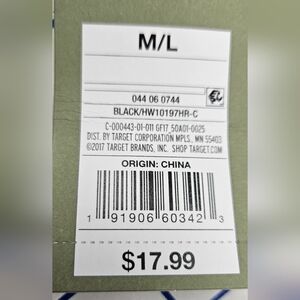 M/L
044 06 0744
BLACK/HW10197HR-C
C-000443-01-011 GF17_50A01-0025
DIST. BY TARGET CORPORATION MPLS., MN 55403
©2017 TARGET BRANDS, INC. SHOP TARGET.COM
ORIGIN: CHINA
1 91906 60342 3
$17.99